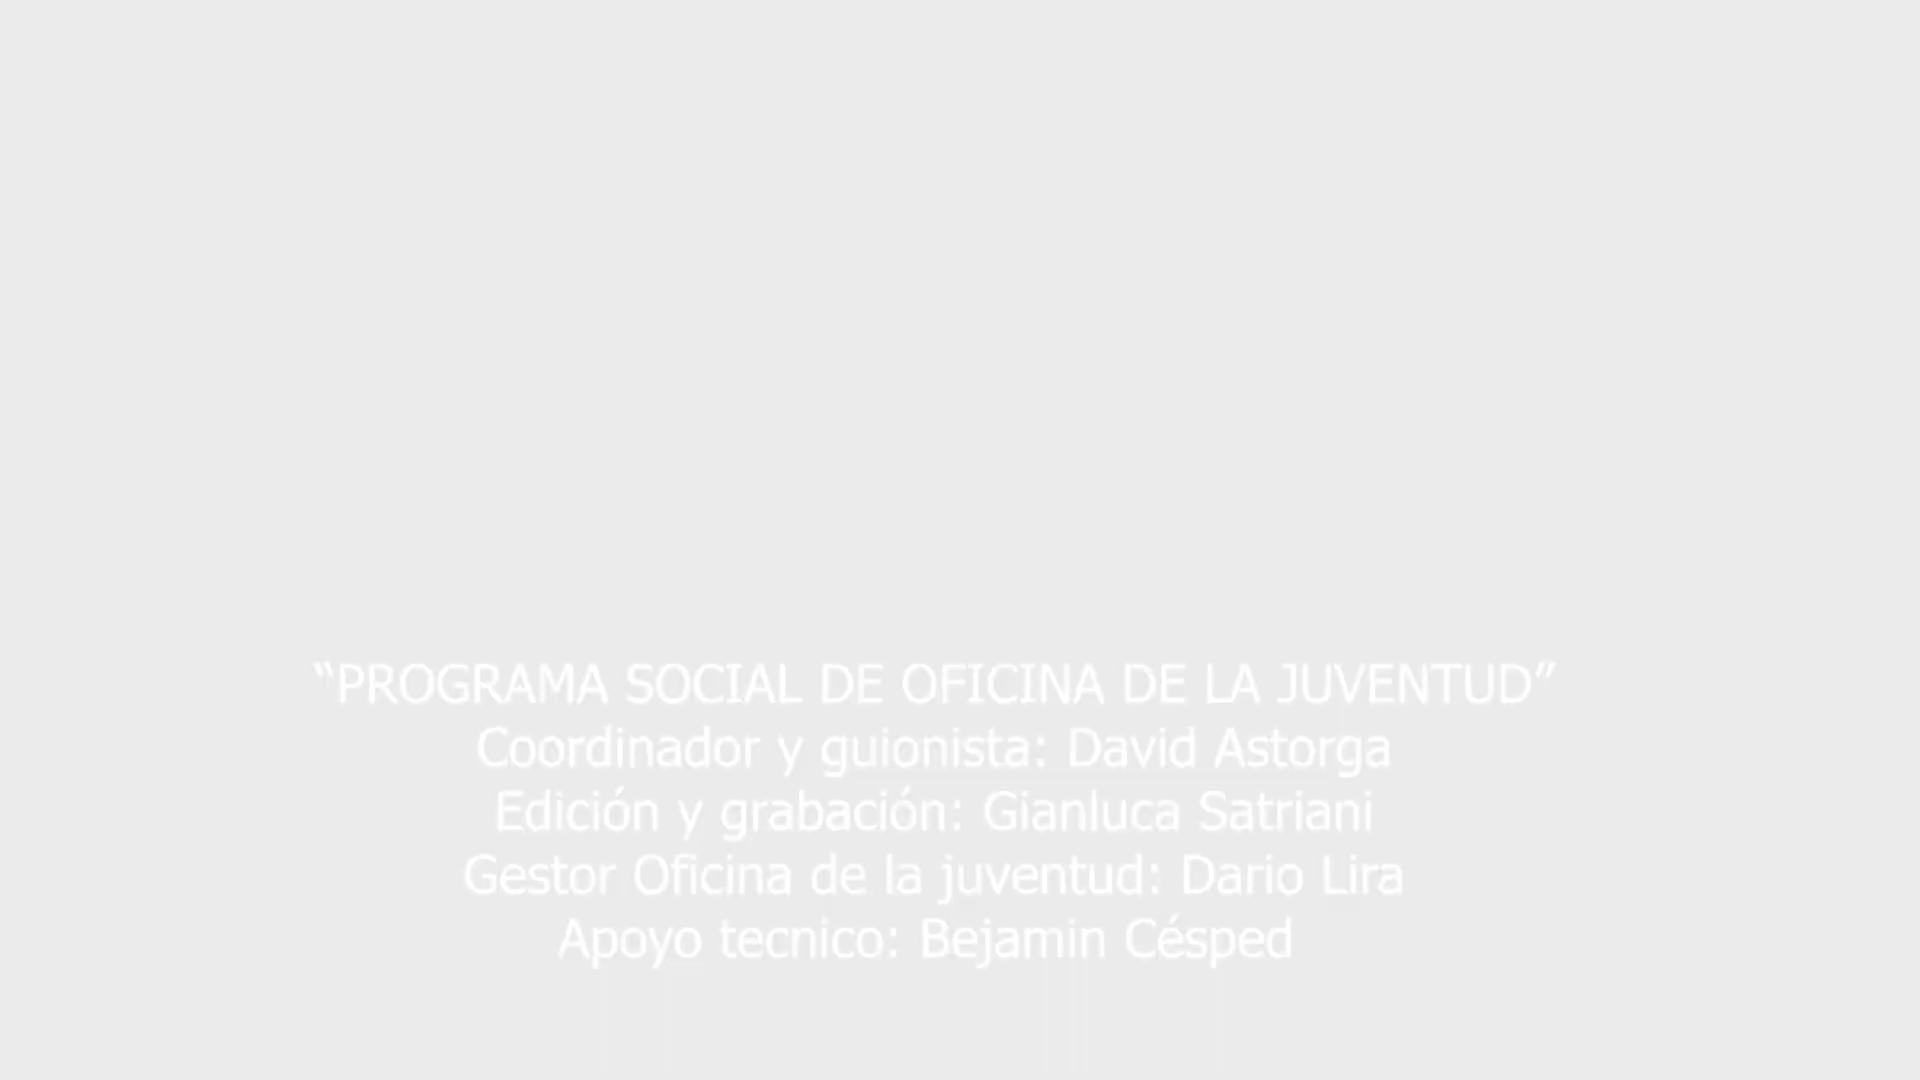 “PROGRAMA SOCIAL DE OFICINA DE LA JUVENTUD”
Coordinador y guionista: David Astorga
Edición y grabación: Gianluca Satriani
Gestor Oficina de la juventud: Dario Lira
Apoyo tecnico: Bejamin Césped